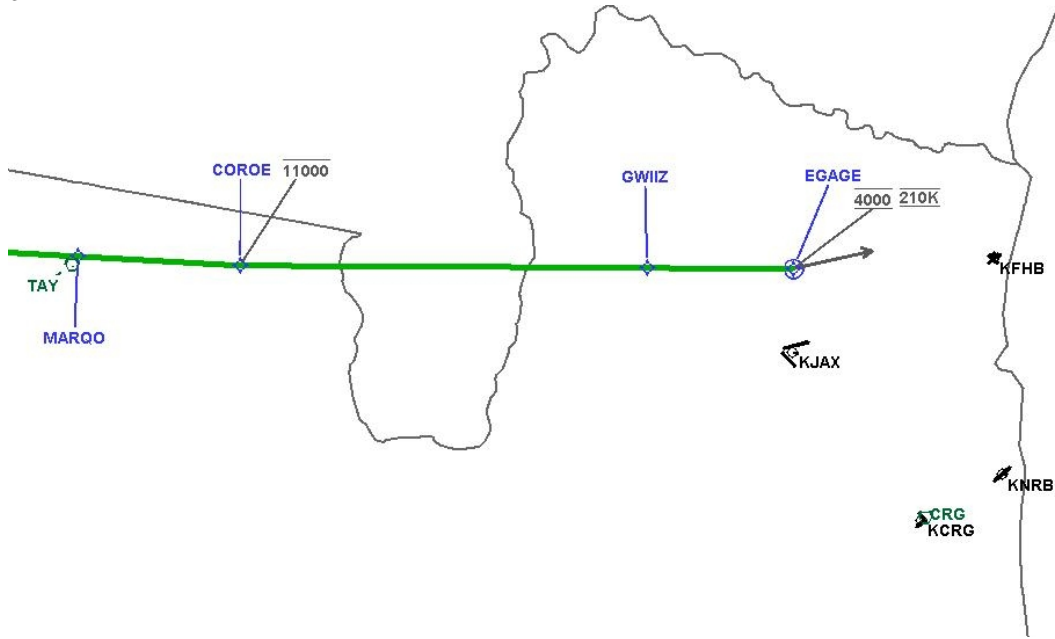 COROE
11000
GWIIZ
EGAGE
4000 210K
TAY
MARQO
KFHB
KJAX
KNRB
CRG
KCRG